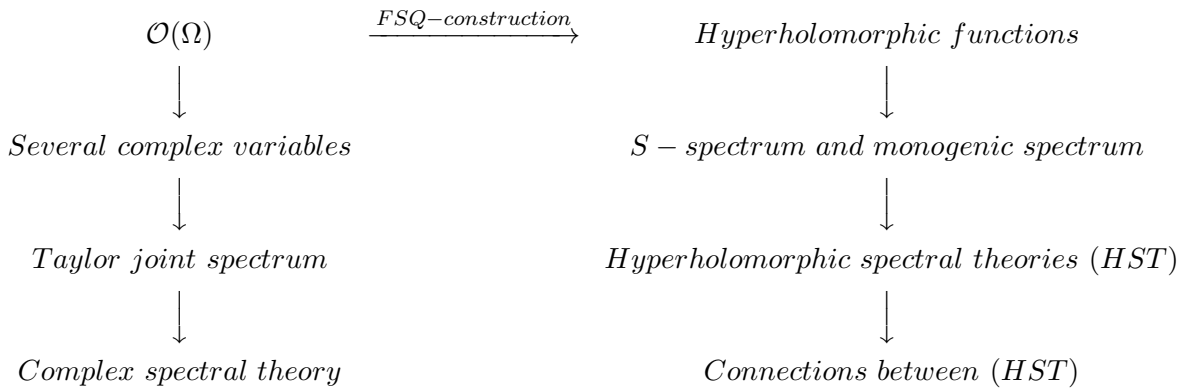 𝒪(Ω) FSQ−construction Hyperholomorphic functions
Several complex variables S − spectrum and monogenic spectrum
Taylor joint spectrum Hyperholomorphic spectral theories (HST)
Complex spectral theory Connections between (HST)